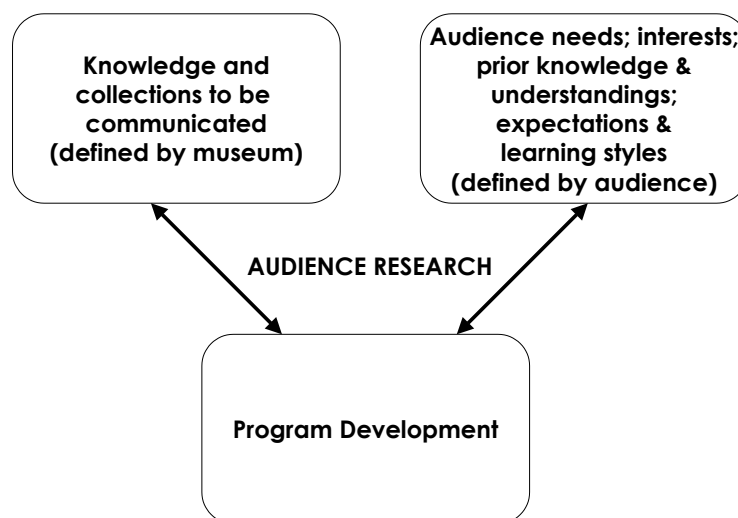 Knowledge and
collections to be
communicated
(defined by museum)
Audience needs; interests;
prior knowledge &
understandings;
expectations &
learning styles
(defined by audience)
AUDIENCE RESEARCH
Program Development